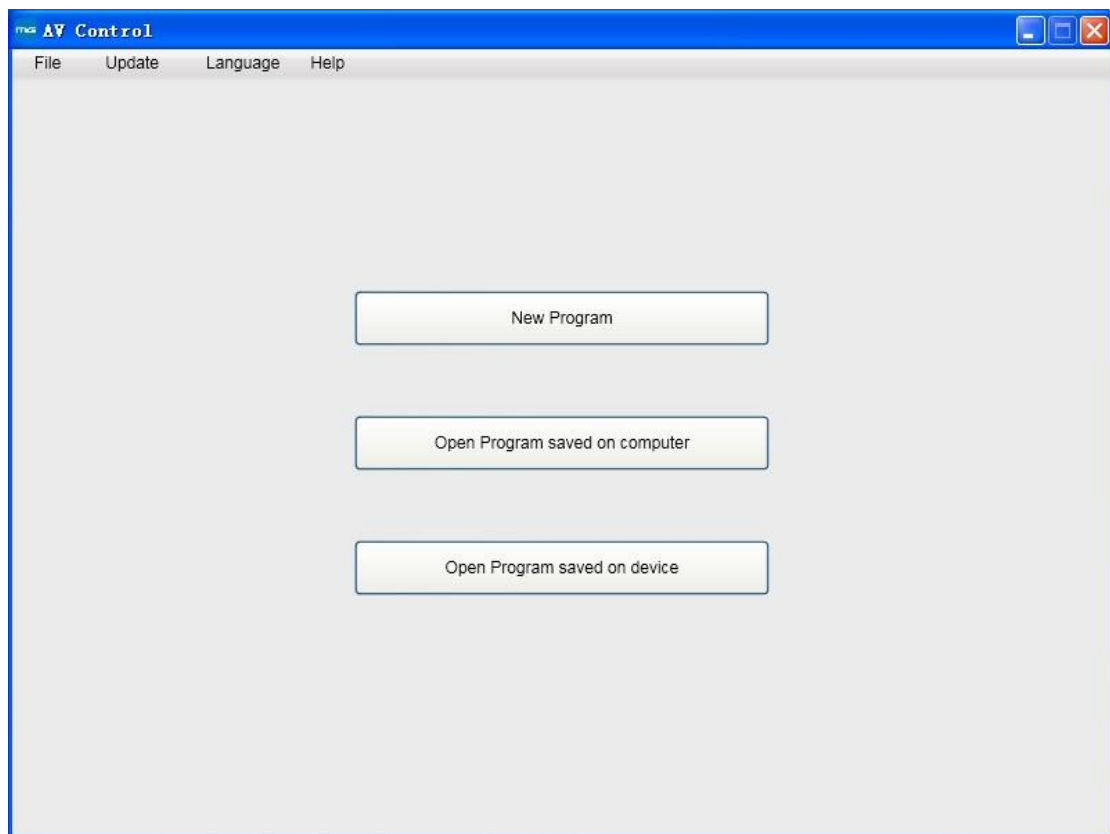 AV Control
File Update Language Help
New Program
Open Program saved on computer
Open Program saved on device